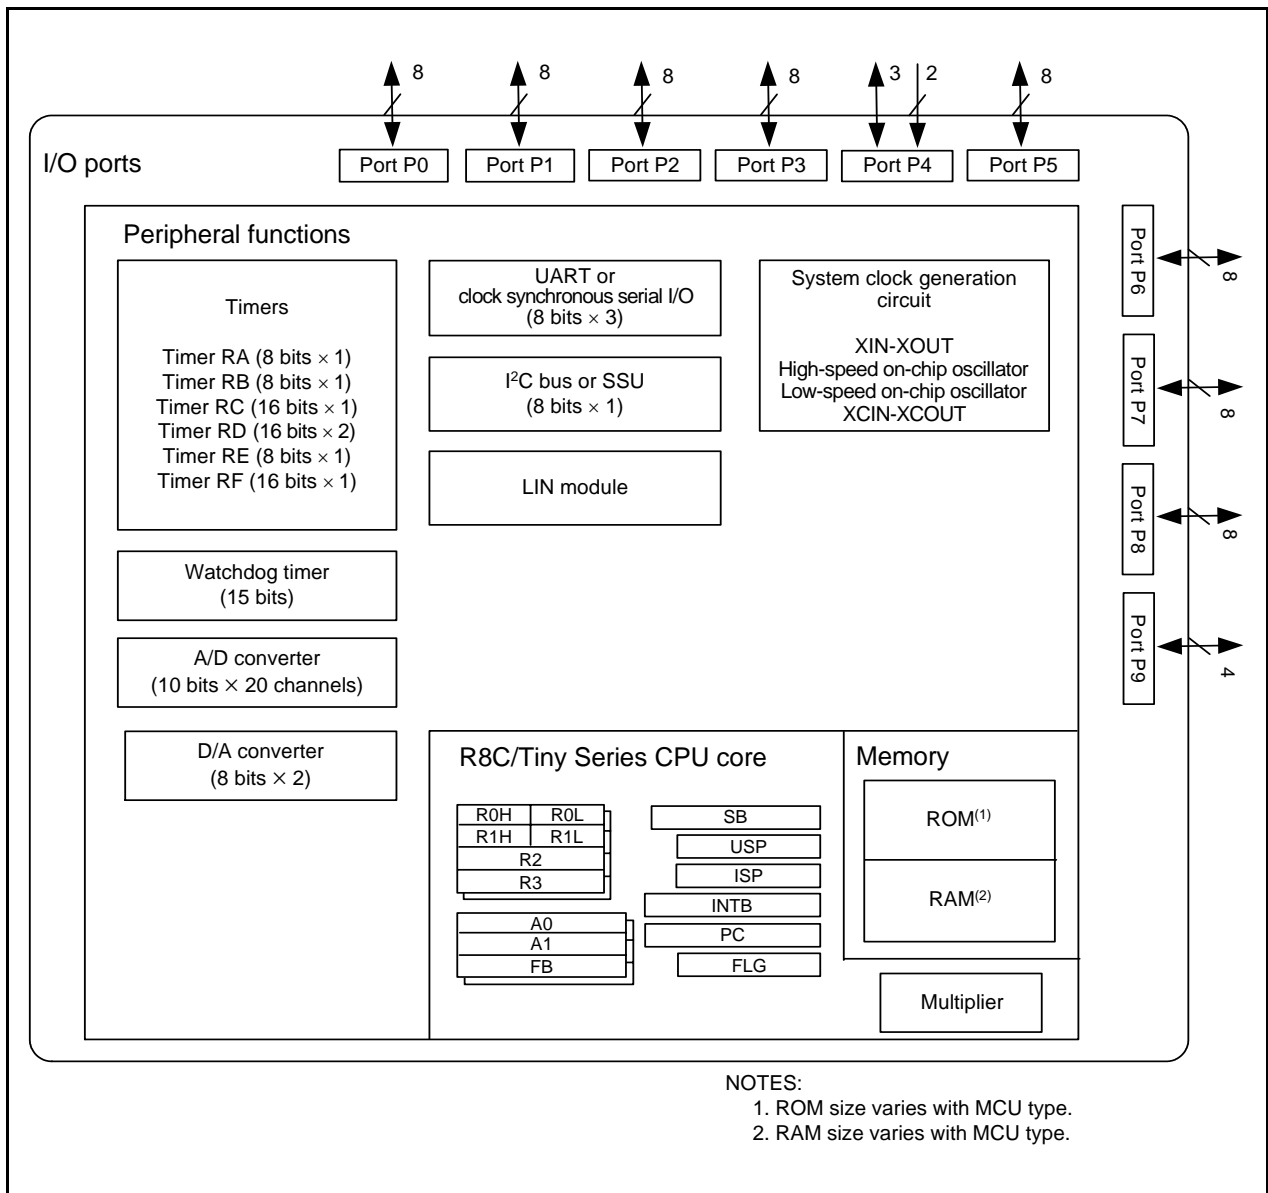 8
8
8
8
3
2
8
I/O ports
Port P0
Port P1
Port P2
Port P3
Port P4
Port P5
Port P6
8
Port P7
8
Port P8
8
Port P9
4
Peripheral functions
Timers
Timer RA (8 bits × 1)
Timer RB (8 bits × 1)
Timer RC (16 bits × 1)
Timer RD (16 bits × 2)
Timer RE (8 bits × 1)
Timer RF (16 bits × 1)
UART or
clock synchronous serial I/O
(8 bits × 3)
I²C bus or SSU
(8 bits × 1)
LIN module
System clock generation
circuit
XIN-XOUT
High-speed on-chip oscillator
Low-speed on-chip oscillator
XCIN-XCOUT
Watchdog timer
(15 bits)
A/D converter
(10 bits × 20 channels)
D/A converter
(8 bits × 2)
R8C/Tiny Series CPU core
R0H
R0L
R1H
R1L
R2
R3
A0
A1
FB
SB
USP
ISP
INTB
PC
FLG
Memory
ROM(1)
RAM(2)
Multiplier
NOTES:
1. ROM size varies with MCU type.
2. RAM size varies with MCU type.